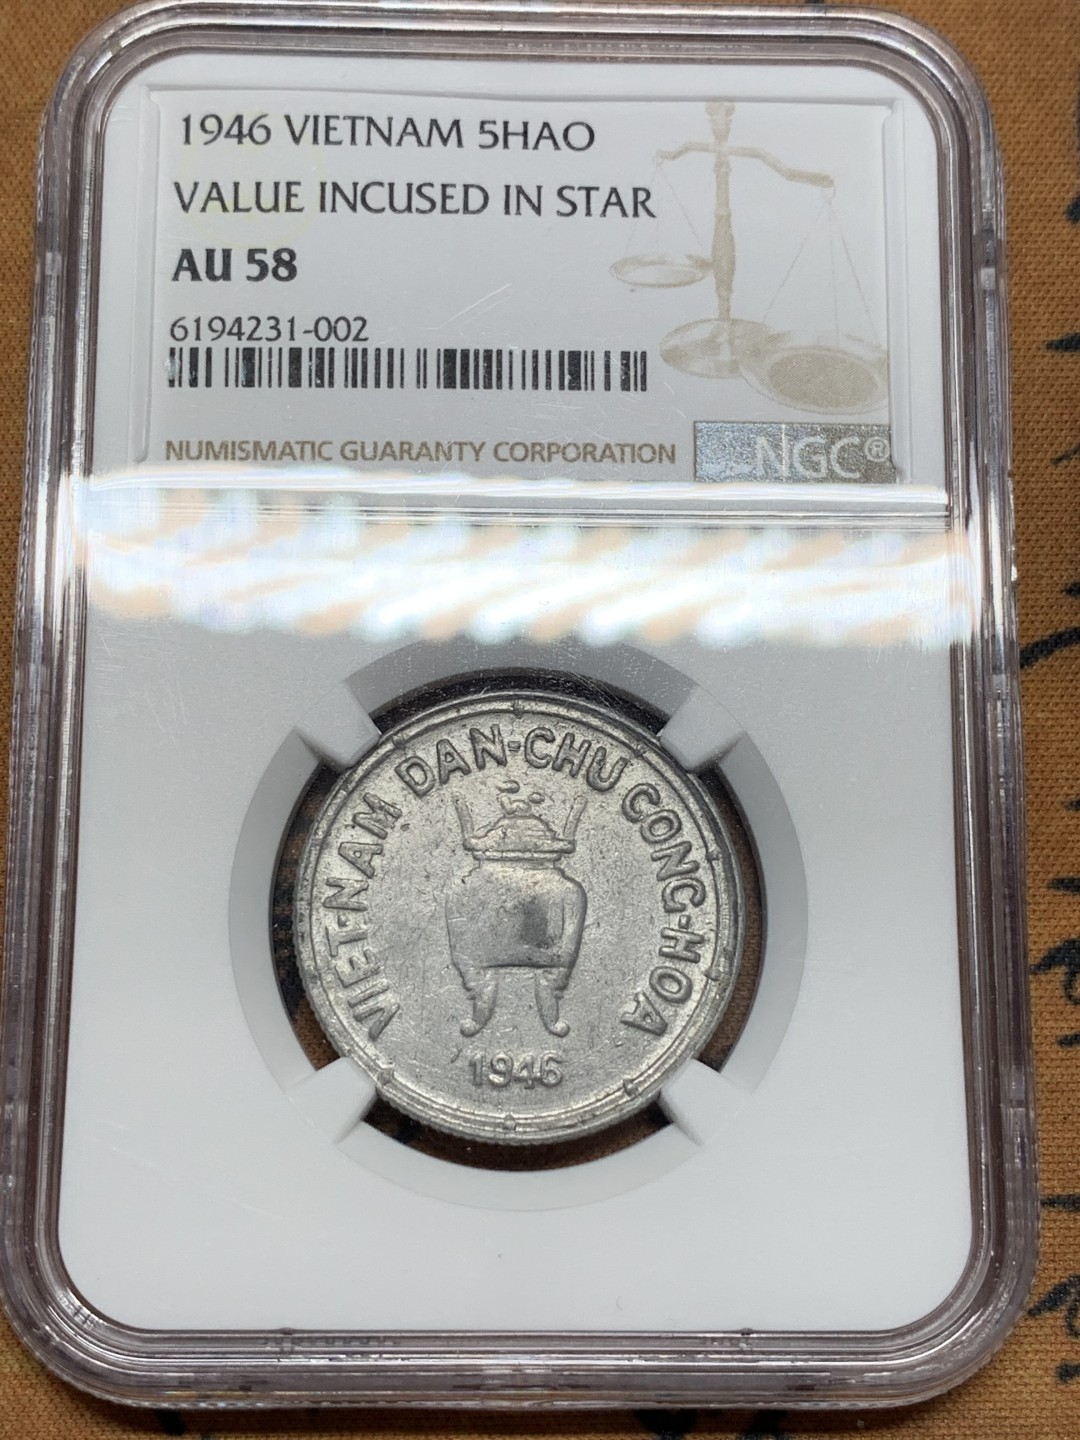 1946 VIETNAM 5HAO
VALUE INCUSED IN STAR
AU 58
6194231-002
NUMISMATIC GUARANTY CORPORATION
NGC®
VIET-NAM DAN-CHU CONG-HOA
1946